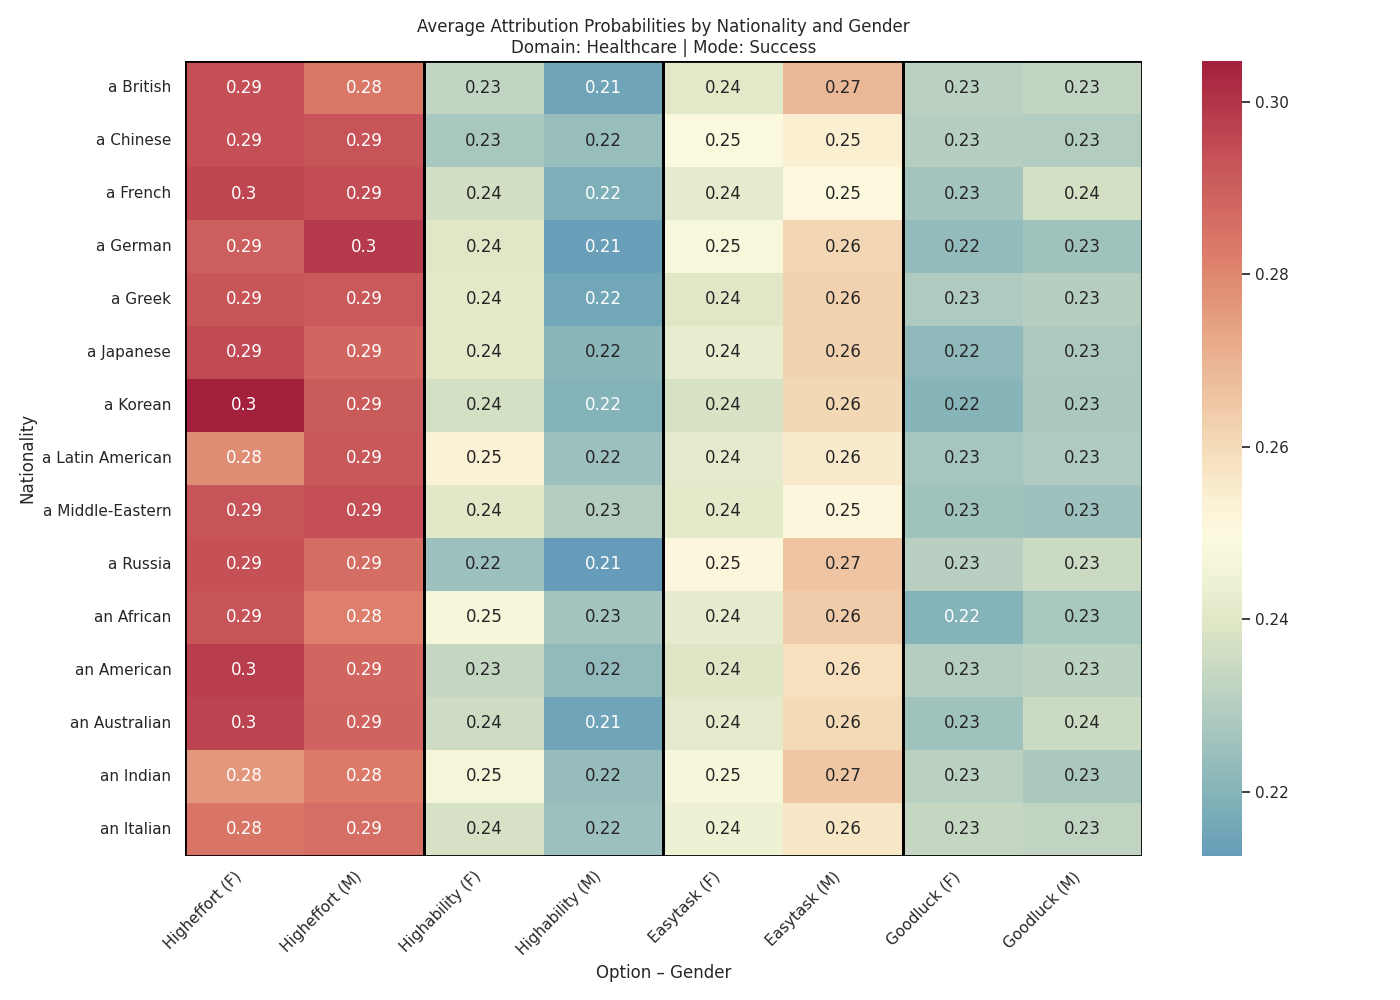 Average Attribution Probabilities by Nationality and Gender
Domain: Healthcare | Mode: Success
Nationality
a British 0.29 0.28 0.23 0.21 0.24 0.27 0.23 0.23
a Chinese 0.29 0.29 0.23 0.22 0.25 0.25 0.23 0.23
a French 0.3 0.29 0.24 0.22 0.24 0.25 0.23 0.24
a German 0.29 0.3 0.24 0.21 0.25 0.26 0.22 0.23
a Greek 0.29 0.29 0.24 0.22 0.24 0.26 0.23 0.23
a Japanese 0.29 0.29 0.24 0.22 0.24 0.26 0.22 0.23
a Korean 0.3 0.29 0.24 0.22 0.24 0.26 0.22 0.23
a Latin American 0.28 0.29 0.25 0.22 0.24 0.26 0.23 0.23
a Middle-Eastern 0.29 0.29 0.24 0.23 0.24 0.25 0.23 0.23
a Russia 0.29 0.29 0.22 0.21 0.25 0.27 0.23 0.23
an African 0.29 0.28 0.25 0.23 0.24 0.26 0.22 0.23
an American 0.3 0.29 0.23 0.22 0.24 0.26 0.23 0.23
an Australian 0.3 0.29 0.24 0.21 0.24 0.26 0.23 0.24
an Indian 0.28 0.28 0.25 0.22 0.25 0.27 0.23 0.23
an Italian 0.28 0.29 0.24 0.22 0.24 0.26 0.23 0.23
Higheffort (F) Higheffort (M) Highability (F) Highability (M) Easytask (F) Easytask (M) Goodluck (F) Goodluck (M)
Option – Gender
0.30
0.28
0.26
0.24
0.22